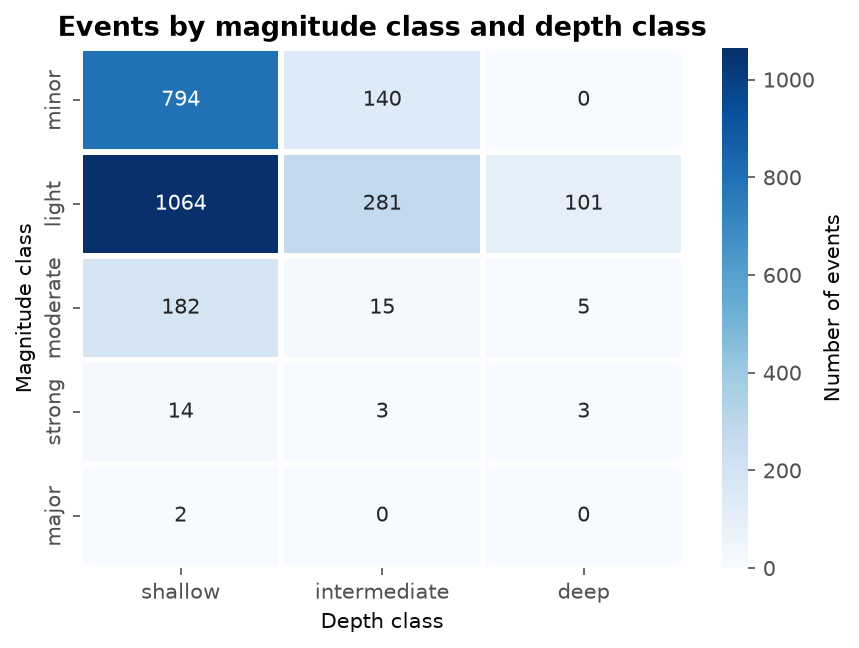 Events by magnitude class and depth class
Magnitude class
minor
794
140
0
light
1064
281
101
moderate
182
15
5
strong
14
3
3
major
2
0
0
shallow
intermediate
deep
Depth class
1000
800
600
400
200
0
Number of events